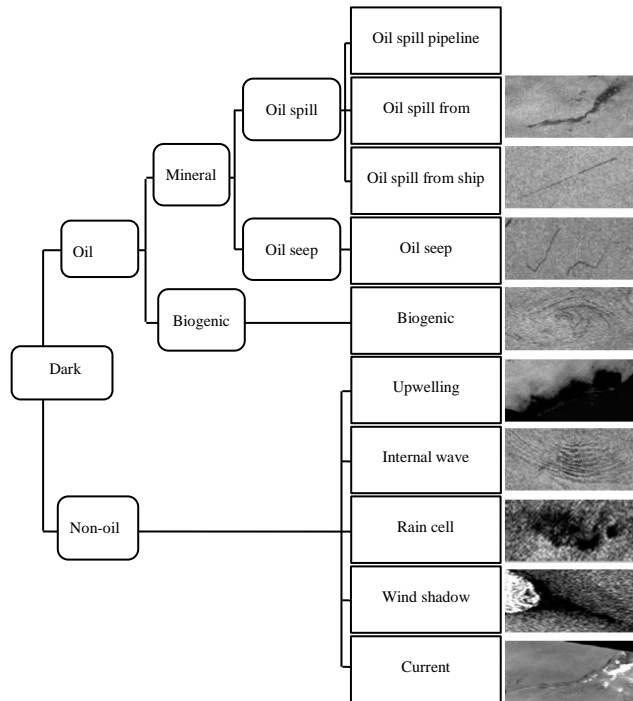 Oil spill pipeline
Oil spill
Oil spill from
Mineral
Oil spill from ship
Oil
Oil seep
Oil seep
Biogenic
Biogenic
Dark
Upwelling
Internal wave
Non-oil
Rain cell
Wind shadow
Current